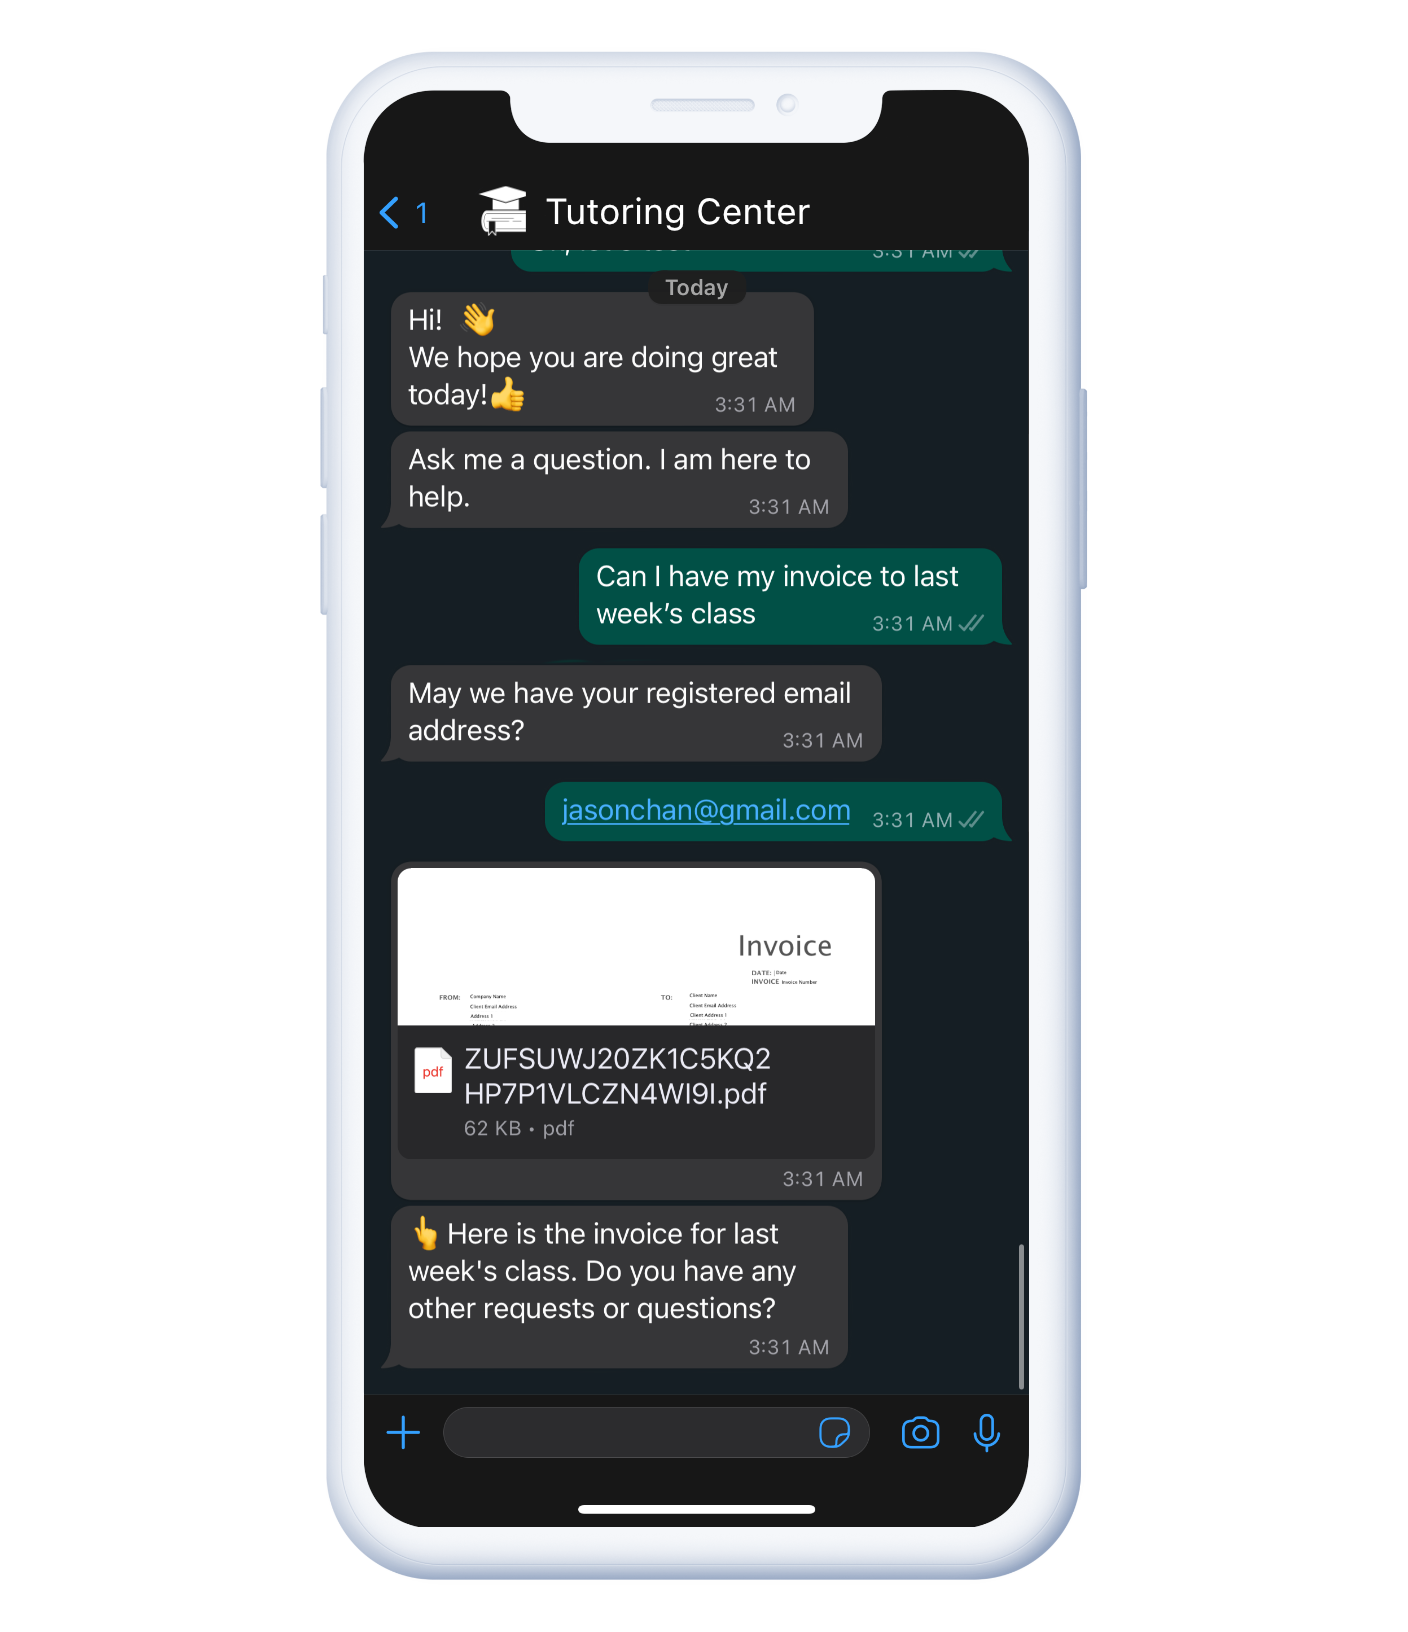 1
Tutoring Center
3:31 AM
Today
Hi! 👋
We hope you are doing great
today!👍
3:31 AM
Ask me a question. I am here to
help.
3:31 AM
Can I have my invoice to last
week’s class
3:31 AM
May we have your registered email
address?
3:31 AM
jasonchan@gmail.com
3:31 AM
Invoice
DATE: Date
INVOICE Invoice Number
FROM: Company Name
Client Email Address
Address 1
TO: Client Name
Client Email Address
Client Address 1
Client Address 2
pdf
ZUFSUWJ20ZK1C5KQ2
HP7P1VLCZN4WI9I.pdf
62 KB • pdf
3:31 AM
👆Here is the invoice for last
week's class. Do you have any
other requests or questions?
3:31 AM